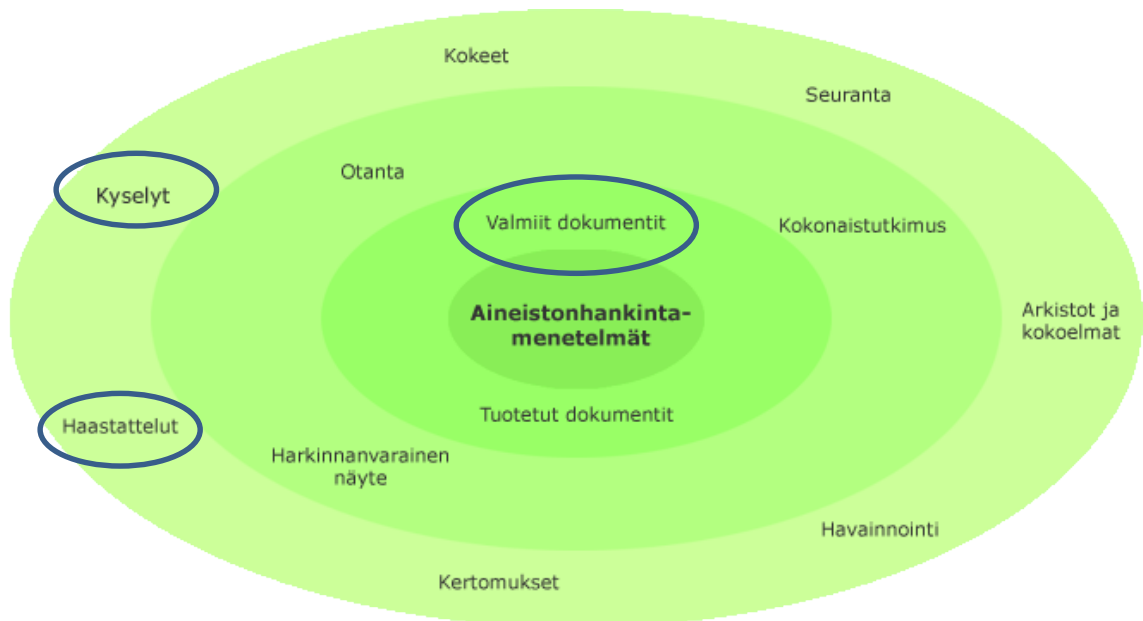 Kokeet
Seuranta
Otanta
Kyselyt
Valmiit dokumentit
Kokonaistutkimus
Aineistonhankinta-
menetelmät
Arkistot ja
kokoelmat
Tuotetut dokumentit
Haastattelut
Harkinnanvarainen
näyte
Havainnointi
Kertomukset